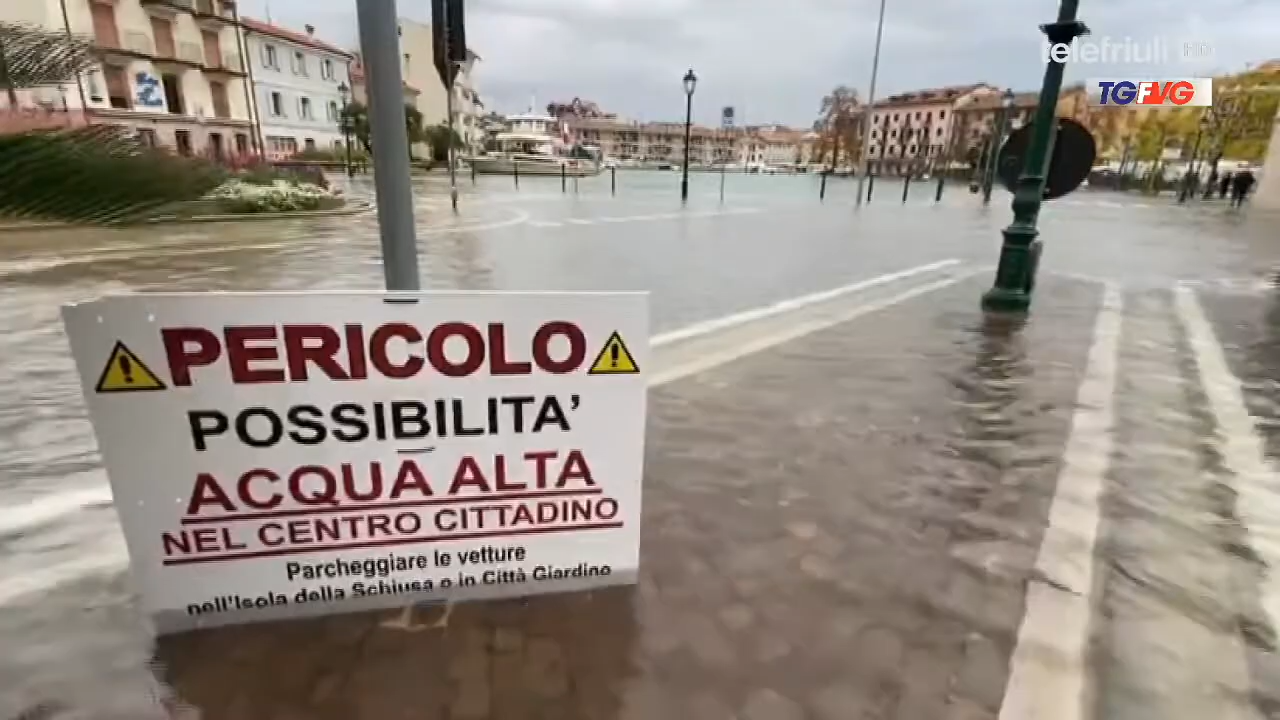 telefriuli HD
TGFVG
PERICOLO
POSSIBILITA’
ACQUA ALTA
NEL CENTRO CITTADINO
Parcheggiare le vetture
nell'Isola della Schiusa o in Città Giardino